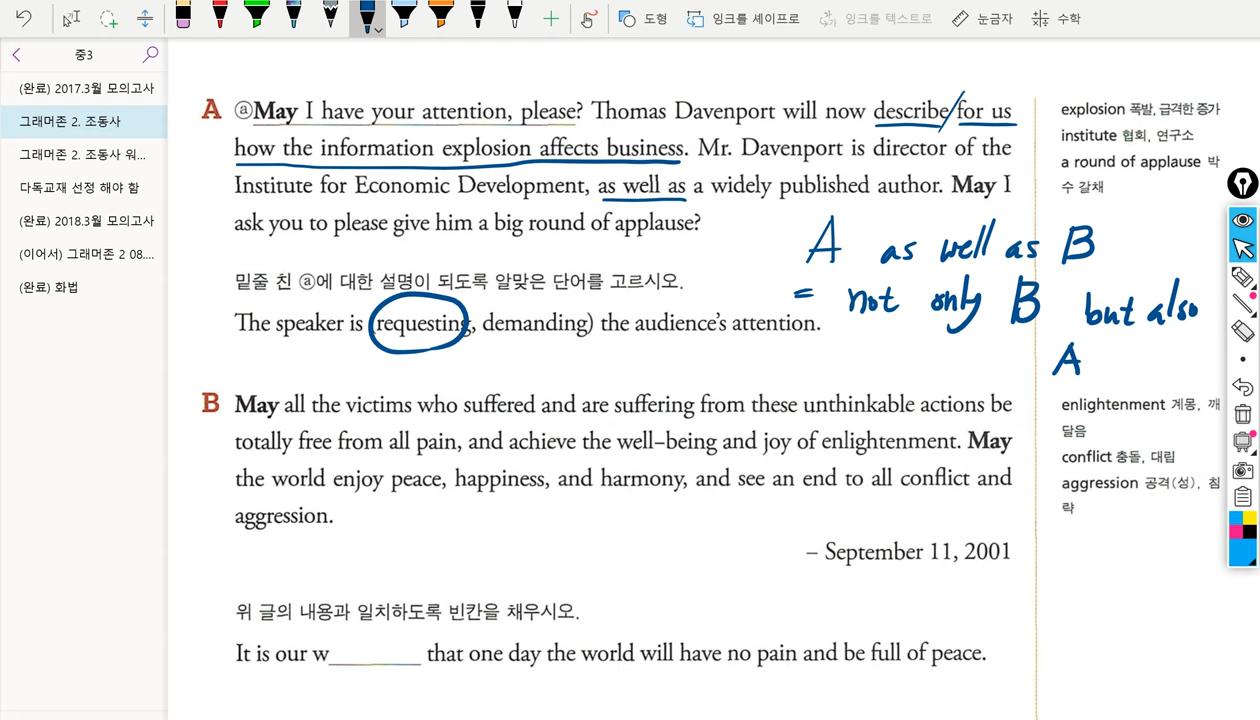 도형
잉크를 셰이프로
잉크를 텍스트로
눈금자
수학
중3
(완료) 2017.3월 모의고사
그래머존 2. 조동사
그래머존 2. 조동사 워...
다독교재 선정 해야 함
(완료) 2018.3월 모의고사
(이어서) 그래머존 2 08....
(완료) 화법
A ⓐMay I have your attention, please? Thomas Davenport will now describe/for us
how the information explosion affects business. Mr. Davenport is director of the
Institute for Economic Development, as well as a widely published author. May I
ask you to please give him a big round of applause?
explosion 폭발, 급격한 증가
institute 협회, 연구소
a round of applause 박
수 갈채
A as well as B
= not only B but also
A
밑줄 친 ⓐ에 대한 설명이 되도록 알맞은 단어를 고르시오.
The speaker is (requesting, demanding) the audience's attention.
B May all the victims who suffered and are suffering from these unthinkable actions be
totally free from all pain, and achieve the well-being and joy of enlightenment. May
the world enjoy peace, happiness, and harmony, and see an end to all conflict and
aggression.
– September 11, 2001
enlightenment 계몽, 깨
달음
conflict 충돌, 대립
aggression 공격(성), 침
략
위 글의 내용과 일치하도록 빈칸을 채우시오.
It is our w________ that one day the world will have no pain and be full of peace.